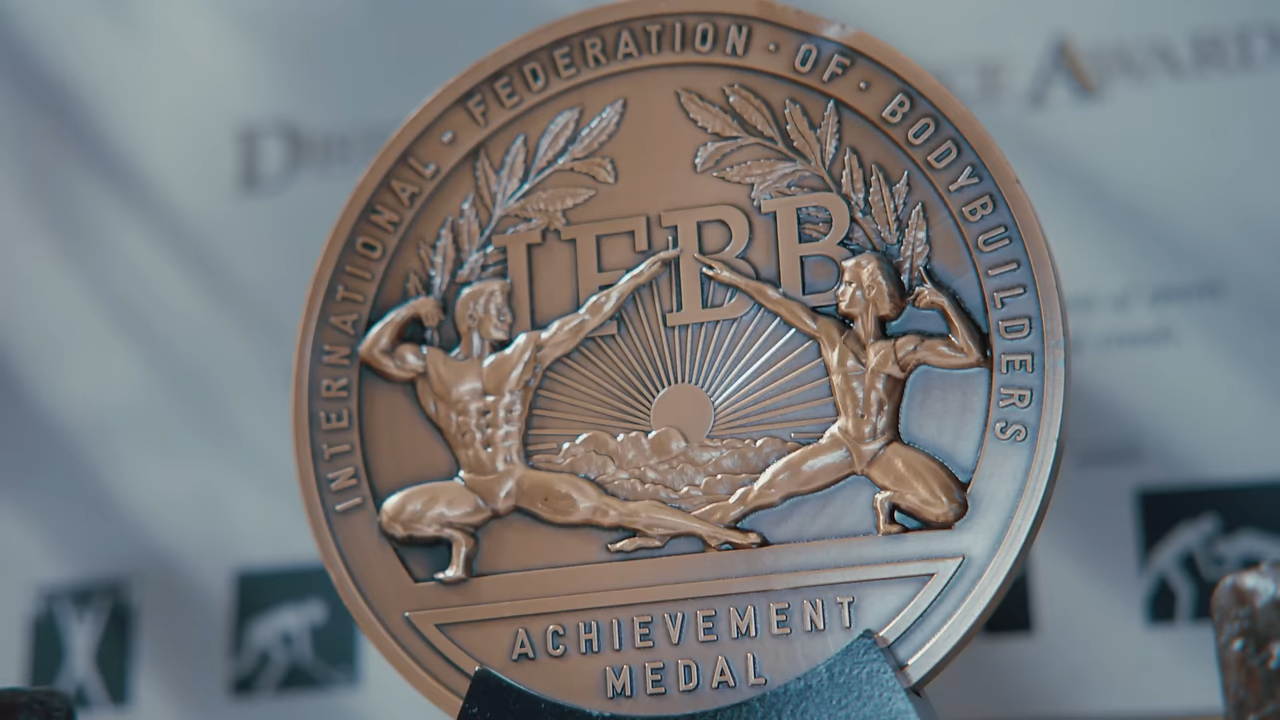 INTERNATIONAL · FEDERATION · OF · BODYBUILDERS
IFBB
ACHIEVEMENT
MEDAL